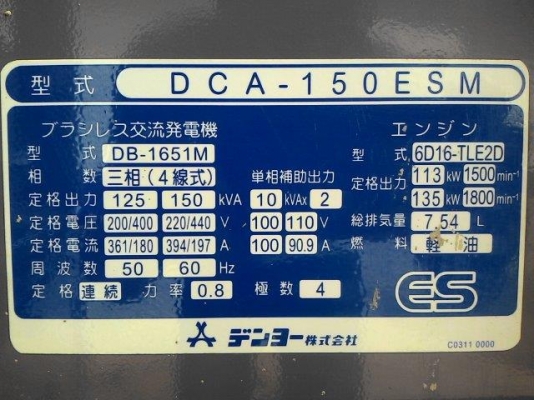 型式 DCA-150ESM
ブラシレス交流発電機 エンジン
型式 DB-1651M 型式 6D16-TLE2D
相数 三相(4線式) 単相補助出力 定格出力 113 kW 1500 min⁻¹
定格出力 125 150 kVA 10 kVAx 2 135 kW 1800 min⁻¹
定格電圧 200/400 220/440 V 100 110 V 総排気量 7.54 L
定格電流 361/180 394/197 A 100 90.9 A 燃料 軽油
周波数 50 60 Hz
定格 連続 力率 0.8 極数 4 ES
デンヨー株式会社 C0311 0000